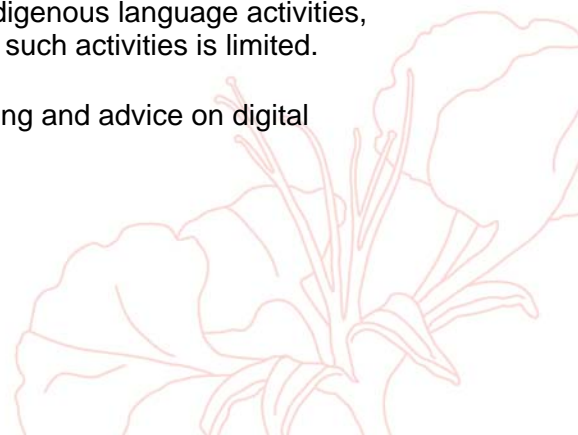 digenous language activities,
such activities is limited.
ng and advice on digital